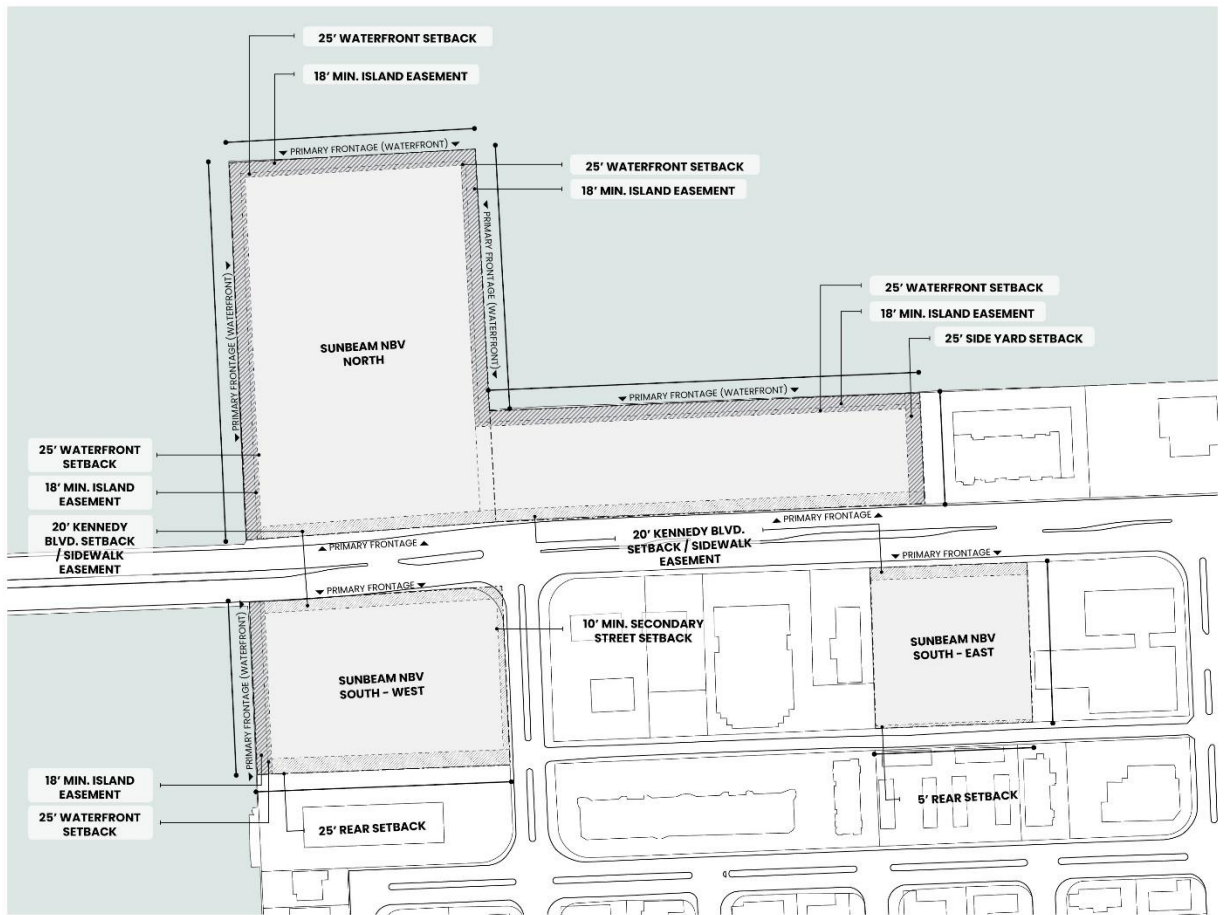 25' WATERFRONT SETBACK
18' MIN. ISLAND EASEMENT
PRIMARY FRONTAGE (WATERFRONT)
25' WATERFRONT SETBACK
18' MIN. ISLAND EASEMENT
PRIMARY FRONTAGE (WATERFRONT)
PRIMARY FRONTAGE (WATERFRONT)
25' WATERFRONT SETBACK
18' MIN. ISLAND EASEMENT
25' SIDE YARD SETBACK
SUNBEAM NBV
NORTH
PRIMARY FRONTAGE (WATERFRONT)
25' WATERFRONT
SETBACK
18' MIN. ISLAND
EASEMENT
20' KENNEDY
BLVD. SETBACK
/ SIDEWALK
EASEMENT
PRIMARY FRONTAGE
20' KENNEDY BLVD.
SETBACK / SIDEWALK
EASEMENT
PRIMARY FRONTAGE
PRIMARY FRONTAGE
PRIMARY FRONTAGE
PRIMARY FRONTAGE (WATERFRONT)
10' MIN. SECONDARY
STREET SETBACK
SUNBEAM NBV
SOUTH - WEST
SUNBEAM NBV
SOUTH - EAST
18' MIN. ISLAND
EASEMENT
25' WATERFRONT
SETBACK
25' REAR SETBACK
5' REAR SETBACK